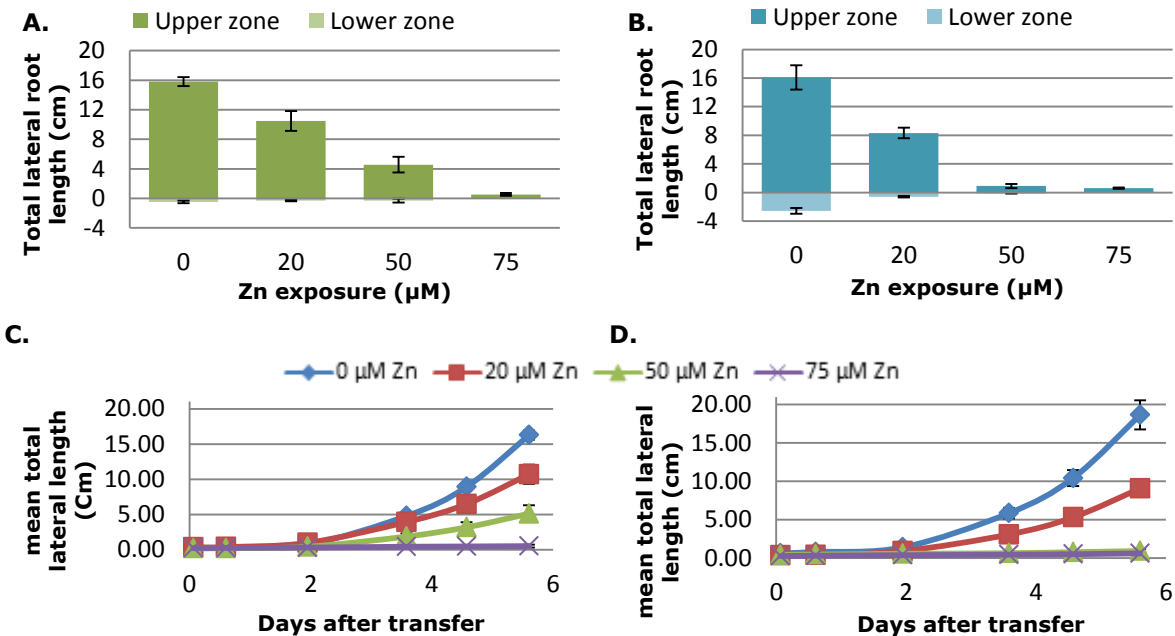 A.
Upper zone Lower zone
Total lateral root
length (cm)
20
16
12
8
4
0
-4
0 20 50 75
Zn exposure (µM)
B.
Upper zone Lower zone
Total lateral root
length (cm)
20
16
12
8
4
0
-4
0 20 50 75
Zn exposure (µM)
C.
D.
0 µM Zn 20 µM Zn 50 µM Zn 75 µM Zn
mean total
lateral length
(Cm)
20.00
15.00
10.00
5.00
0.00
0 2 4 6
Days after transfer
mean total lateral
length (cm)
20.00
15.00
10.00
5.00
0.00
0 2 4 6
Days after transfer